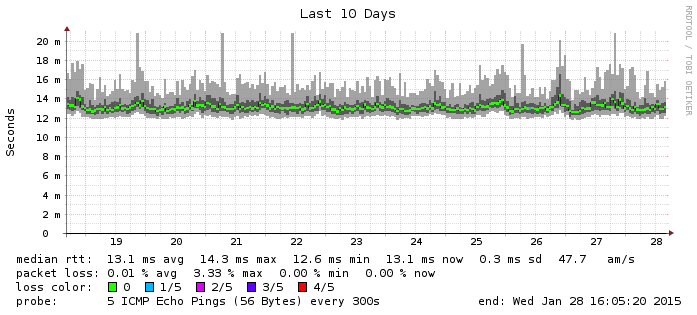 Last 10 Days
RRDTOOL / TOBI OETIKER
Seconds
20 m
18 m
16 m
14 m
12 m
10 m
8 m
6 m
4 m
2 m
0
19 20 21 22 23 24 25 26 27 28
median rtt: 13.1 ms avg 14.3 ms max 12.6 ms min 13.1 ms now 0.3 ms sd 47.7 am/s
packet loss: 0.01 % avg 3.33 % max 0.00 % min 0.00 % now
loss color: 0 1/5 2/5 3/5 4/5
probe: 5 ICMP Echo Pings (56 Bytes) every 300s end: Wed Jan 28 16:05:20 2015